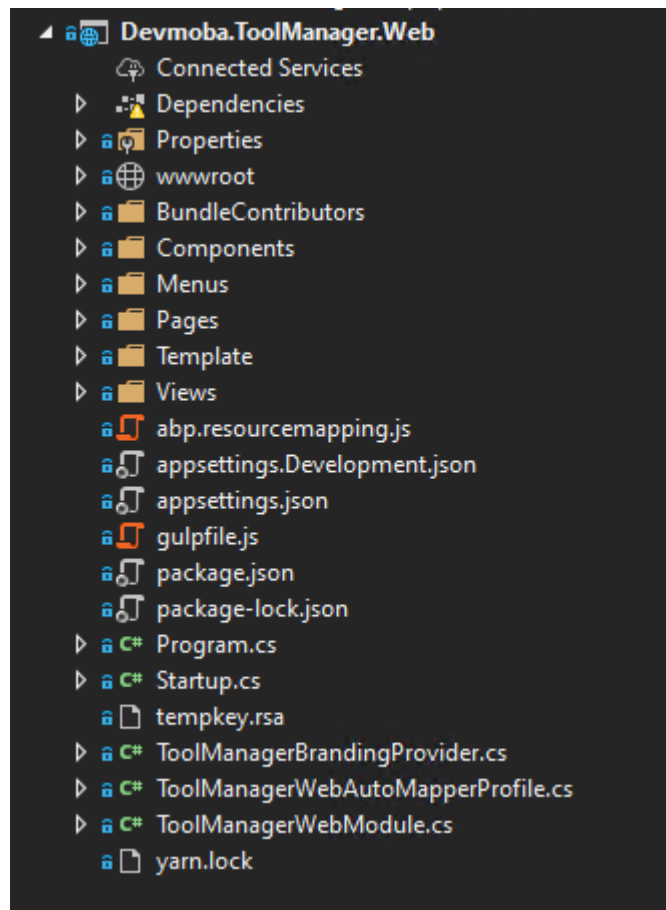 Devmoba.ToolManager.Web
Connected Services
Dependencies
Properties
wwwroot
BundleContributors
Components
Menus
Pages
Template
Views
abp.resourcemapping.js
appsettings.Development.json
appsettings.json
gulpfile.js
package.json
package-lock.json
C# Program.cs
C# Startup.cs
tempkey.rsa
C# ToolManagerBrandingProvider.cs
C# ToolManagerWebAutoMapperProfile.cs
C# ToolManagerWebModule.cs
yarn.lock